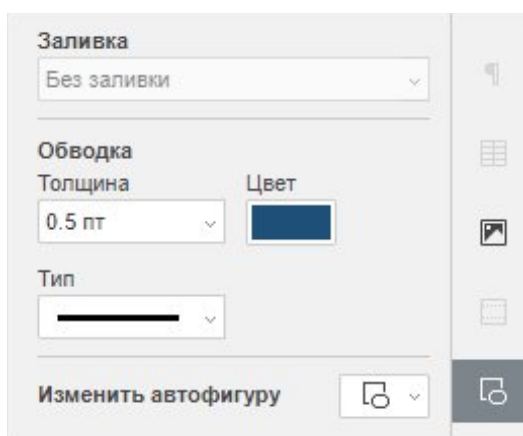 Заливка
Без заливки
Обводка
Толщина Цвет
0.5 пт
Тип
Изменить автофигуру